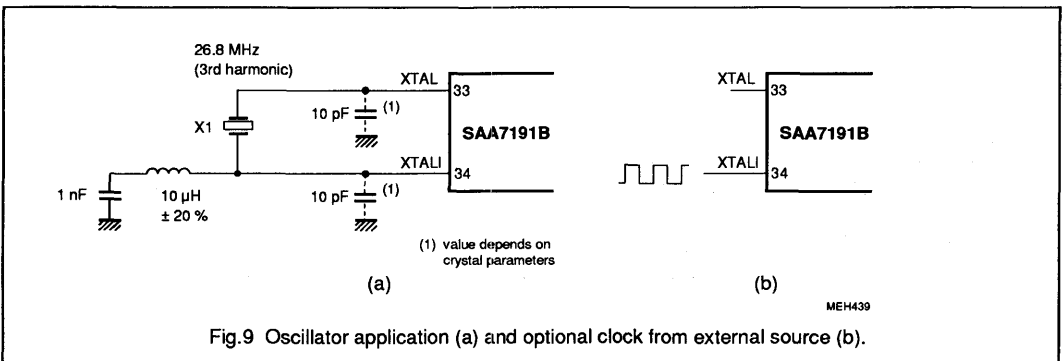 26.8 MHz
(3rd harmonic)
XTAL
33
10 pF
(1)
X1
SAA7191B
XTALI
34
1 nF
10 µH
± 20 %
10 pF
(1)
(1) value depends on
crystal parameters
(a)
XTAL
33
SAA7191B
XTALI
34
(b)
MEH439
Fig.9 Oscillator application (a) and optional clock from external source (b).